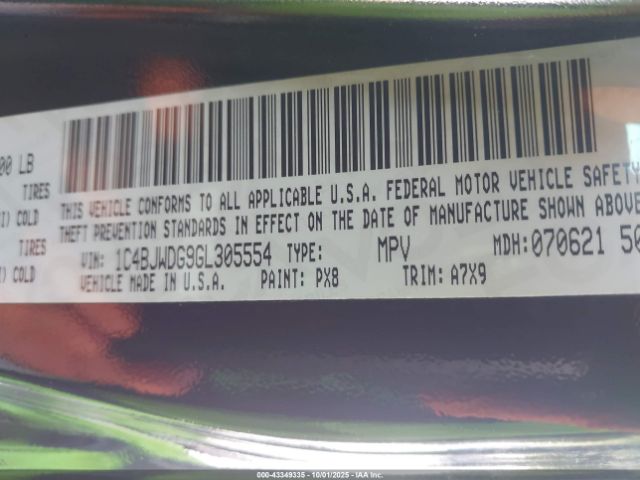 00 LB
TIRES
I) COLD
TIRES
I) COLD
THIS VEHICLE CONFORMS TO ALL APPLICABLE U.S.A. FEDERAL MOTOR VEHICLE SAFETY
THEFT PREVENTION STANDARDS IN EFFECT ON THE DATE OF MANUFACTURE SHOWN ABOVE
VIN: 1C4BJWDG9GL305554 TYPE: MPV MDH:070621 50
VEHICLE MADE IN U.S.A. PAINT: PX8 TRIM: A7X9
000-43349335 - 10/01/2025 - IAA Inc.